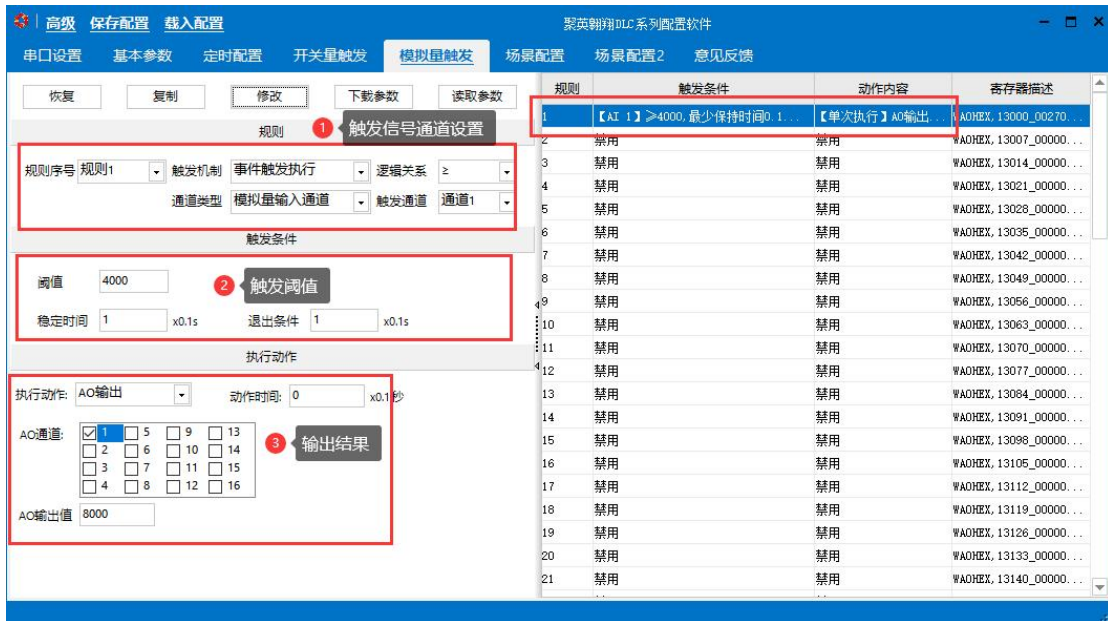 高级 保存配置 载入配置 聚英翱翔DLC系列配置软件
串口设置 基本参数 定时配置 开关量触发 模拟量触发 场景配置 场景配置2 意见反馈
恢复 复制 修改 下载参数 读取参数
规则
1 触发信号通道设置
规则序号 规则1 触发机制 事件触发执行 逻辑关系 ≥
通道类型 模拟量输入通道 触发通道 通道1
触发条件
阈值 4000
2 触发阈值
稳定时间 1 x0.1s 退出条件 1 x0.1s
执行动作
执行动作: AO输出 动作时间: 0 x0.1秒
AO通道: 1 5 9 13
2 6 10 14
3 7 11 15
4 8 12 16
3 输出结果
AO输出值 8000
规则 触发条件 动作内容 寄存器描述
1 【AI 1】≥4000,最少保持时间0.1... 【单次执行】AO输出... WAOHEX,13000_00270...
2 禁用 禁用 WAOHEX,13007_00000...
3 禁用 禁用 WAOHEX,13014_00000...
4 禁用 禁用 WAOHEX,13021_00000...
5 禁用 禁用 WAOHEX,13028_00000...
6 禁用 禁用 WAOHEX,13035_00000...
7 禁用 禁用 WAOHEX,13042_00000...
8 禁用 禁用 WAOHEX,13049_00000...
9 禁用 禁用 WAOHEX,13056_00000...
10 禁用 禁用 WAOHEX,13063_00000...
11 禁用 禁用 WAOHEX,13070_00000...
12 禁用 禁用 WAOHEX,13077_00000...
13 禁用 禁用 WAOHEX,13084_00000...
14 禁用 禁用 WAOHEX,13091_00000...
15 禁用 禁用 WAOHEX,13098_00000...
16 禁用 禁用 WAOHEX,13105_00000...
17 禁用 禁用 WAOHEX,13112_00000...
18 禁用 禁用 WAOHEX,13119_00000...
19 禁用 禁用 WAOHEX,13126_00000...
20 禁用 禁用 WAOHEX,13133_00000...
21 禁用 禁用 WAOHEX,13140_00000...